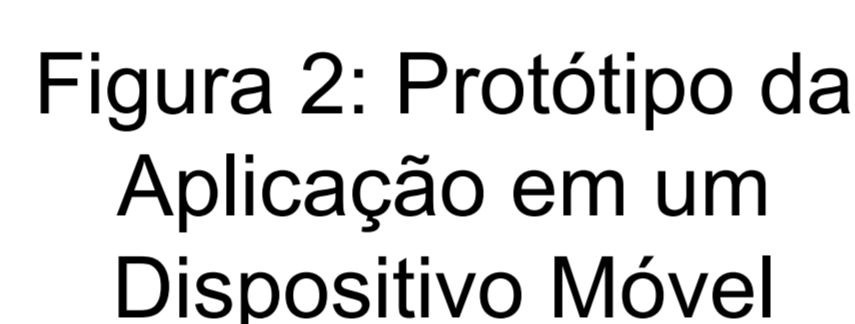 Figura 2: Protótipo da
Aplicação em um
Dispositivo Móvel